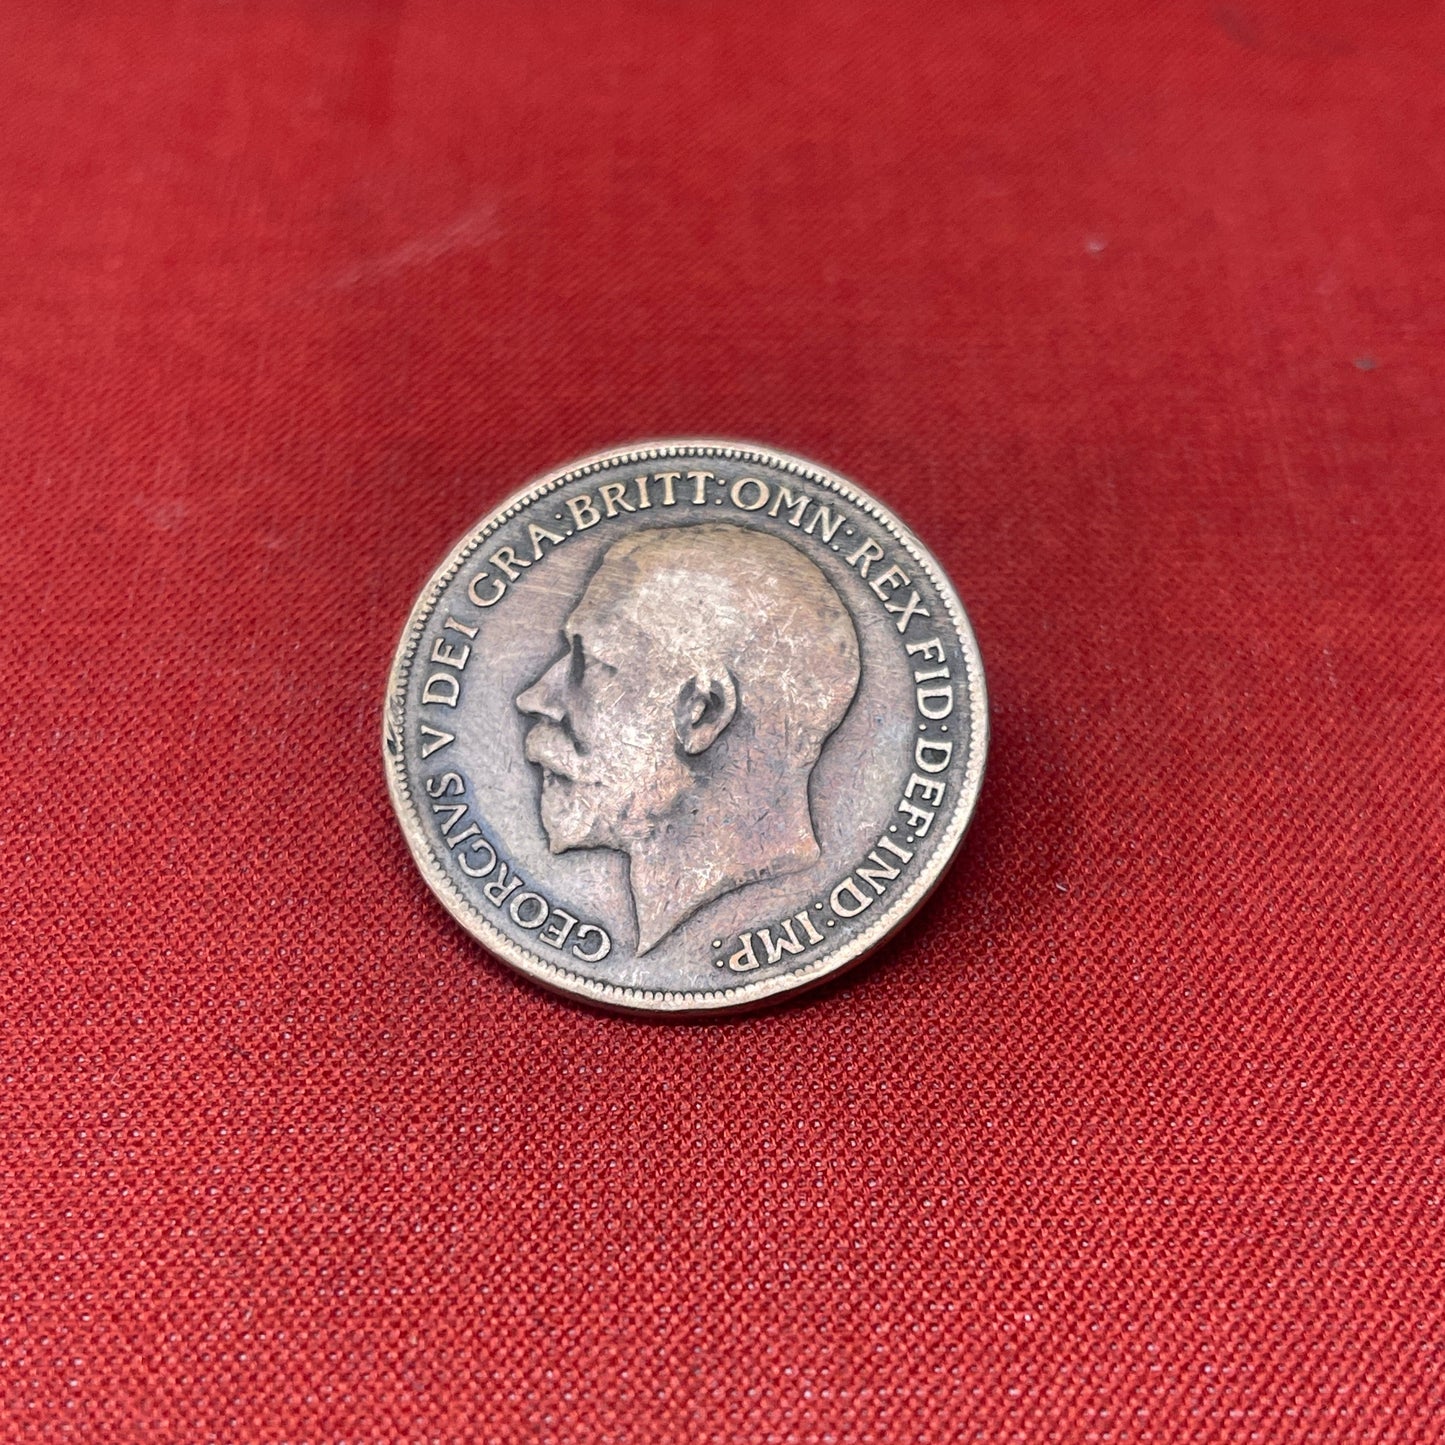 GEORGIVS V DEI GRA:BRITT:OMN:REX FID:DEF:IND:IMP: